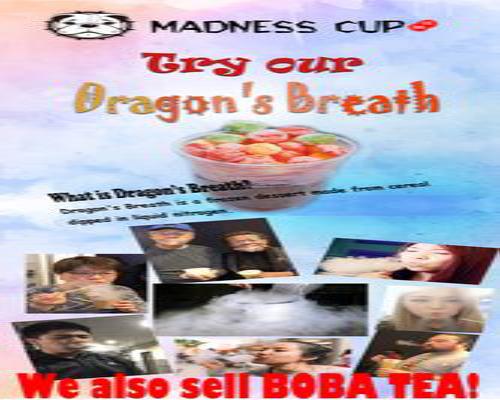 MADNESS CUP
Try our
Dragon's Breath
What is Dragon's Breath?
Dragon's Breath is a frozen dessert made from cereal
dipped in liquid nitrogen.
We also sell BOBA TEA!